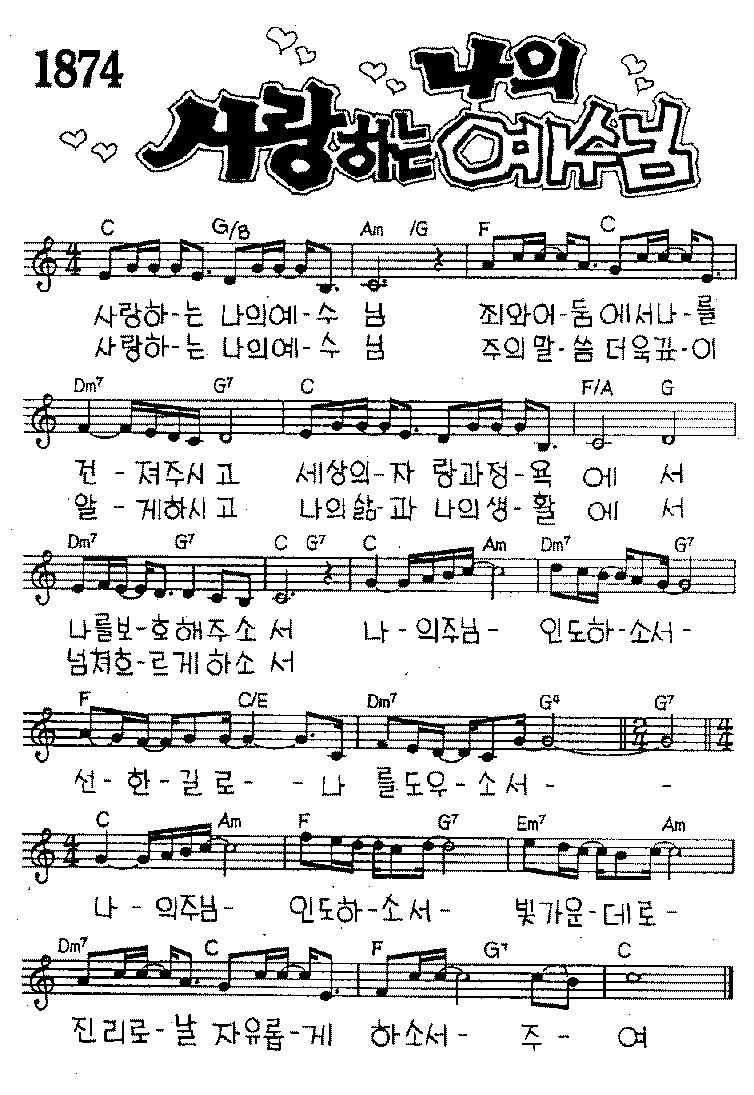 1874
나의
사랑하는 예수님
C G/B Am /G F C
4/4
사랑하-는 나의예-수 님 죄와어-둠에서나-를
사랑하-는 나의예-수 님 주의말-씀더욱깊-이
Dm7 G7 C F/A G
건-져주시고 세상의-자랑과정-욕에서
알-게하시고 나의삶-과나의생-활에서
Dm7 G7 C G7 C Am Dm7 G7
나를보-호해주소서 나-의주님- 인도하-소서-
넘쳐흐-르게하소서
F C/E Dm7 G4 G7
2/4 4/4
선-한-길로--나 를도우-소서--
C Am F G7 Em7 Am
4/4
나-의주님- 인도하-소서- 빛가운-데로-
Dm7 C F G7 C
진리로-날 자유롭-게 하소서- 주-여